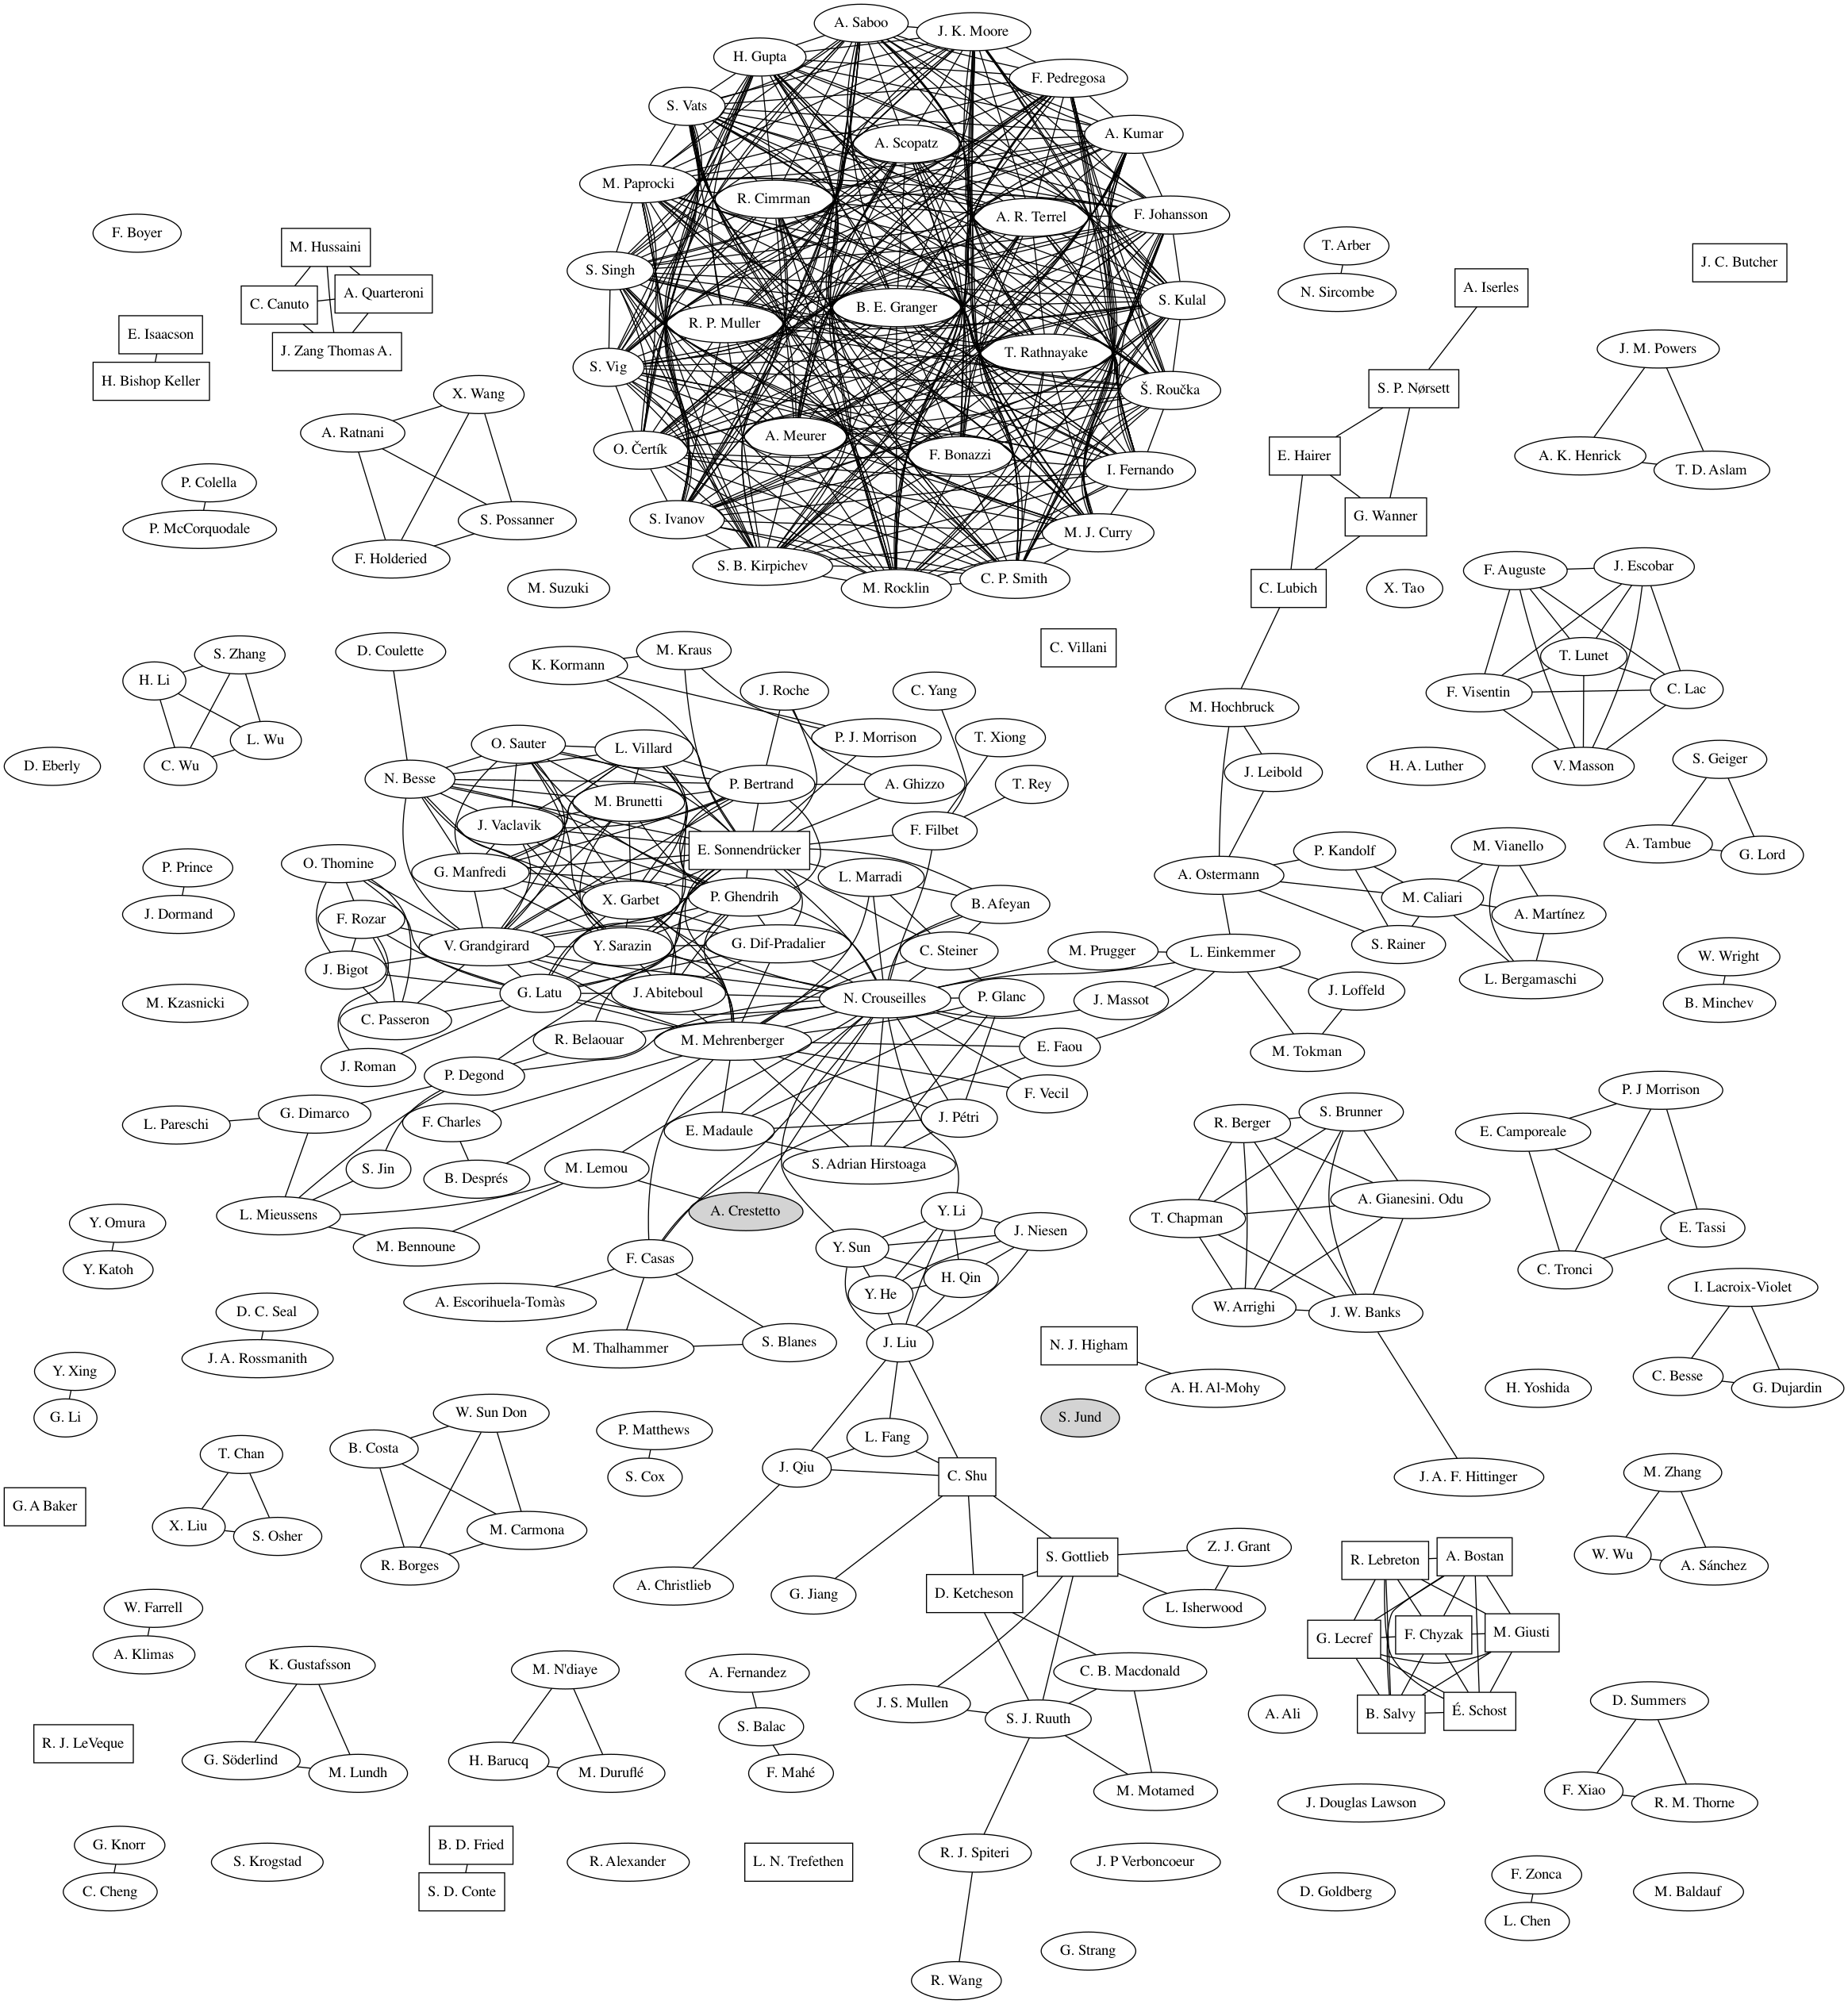 A. Saboo
J. K. Moore
H. Gupta
F. Pedregosa
S. Vats
A. Kumar
A. Scopatz
M. Paprocki
R. Cimrman
A. R. Terrel
F. Johansson
F. Boyer
M. Hussaini
T. Arber
J. C. Butcher
S. Singh
C. Canuto
A. Quarteroni
N. Sircombe
A. Iserles
S. Kulal
B. E. Granger
R. P. Muller
E. Isaacson
J. Zang Thomas A.
T. Rathnayake
J. M. Powers
H. Bishop Keller
S. Vig
Š. Roučka
S. P. Nørsett
X. Wang
A. Ratnani
A. Meurer
O. Čertík
F. Bonazzi
E. Hairer
A. K. Henrick
I. Fernando
T. D. Aslam
P. Colella
P. McCorquodale
S. Possanner
S. Ivanov
M. J. Curry
G. Wanner
F. Holderied
S. B. Kirpichev
C. P. Smith
F. Auguste
J. Escobar
M. Suzuki
M. Rocklin
C. Lubich
X. Tao
S. Zhang
D. Coulette
K. Kormann
M. Kraus
C. Villani
T. Lunet
H. Li
J. Roche
C. Yang
F. Visentin
C. Lac
M. Hochbruck
L. Wu
O. Sauter
L. Villard
P. J. Morrison
T. Xiong
D. Eberly
C. Wu
N. Besse
P. Bertrand
A. Ghizzo
T. Rey
J. Leibold
H. A. Luther
V. Masson
S. Geiger
M. Brunetti
J. Vaclavik
F. Filbet
E. Sonnendrücker
P. Kandolf
M. Vianello
A. Tambue
G. Lord
P. Prince
O. Thomine
G. Manfredi
L. Marradi
A. Ostermann
J. Dormand
F. Rozar
X. Garbet
P. Ghendrih
B. Afeyan
M. Caliari
A. Martínez
V. Grandgird
Y. Sarazin
G. Dif-Pradalier
C. Steiner
M. Prugger
L. Einkemmer
S. Rainer
W. Wright
J. Bigot
L. Bergamaschi
M. Kzasnicki
G. Latu
J. Abiteboul
N. Crouseilles
P. Glanc
J. Massot
J. Loffeld
B. Minchev
C. Passeron
R. Belaouar
M. Mehrenberger
E. Faou
M. Tokman
J. Roman
P. Degond
F. Vecil
P. J Morrison
L. Pareschi
G. Dimarco
F. Charles
E. Madaule
J. Pétri
R. Berger
S. Brunner
E. Camporeale
S. Jin
B. Després
M. Lemou
S. Adrian Hirstoaga
A. Gianesini. Odu
Y. Omura
L. Mieussens
A. Crestetto
Y. Li
J. Niesen
T. Chapman
E. Tassi
Y. Katoh
M. Bennoune
F. Casas
Y. Sun
H. Qin
C. Tronci
D. C. Seal
A. Escorihuela-Tomàs
Y. He
W. Arrighi
J. W. Banks
I. Lacroix-Violet
J. A. Rossmanith
M. Thalhammer
S. Blanes
J. Liu
N. J. Higham
Y. Xing
A. H. Al-Mohy
H. Yoshida
C. Besse
G. Dujardin
G. Li
W. Sun Don
P. Matthews
S. Jund
B. Costa
L. Fang
T. Chan
S. Cox
J. Qiu
C. Shu
J. A. F. Hittinger
M. Zhang
G. A Baker
X. Liu
S. Osher
M. Carmona
R. Borges
A. Christlieb
G. Jiang
S. Gottlieb
Z. J. Grant
R. Lebreton
A. Bostan
W. Wu
A. Sánchez
W. Farrell
D. Ketcheson
L. Isherwood
A. Klimas
G. Lecref
F. Chyzak
M. Giusti
K. Gustafsson
M. N'diaye
A. Fernandez
C. B. Macdonald
J. S. Mullen
S. J. Ruuth
A. Ali
B. Salvy
É. Schost
D. Summers
R. J. LeVeque
G. Söderlind
M. Lundh
H. Barucq
M. Duruflé
S. Balac
F. Mahé
M. Motamed
J. Douglas Lawson
F. Xiao
R. M. Thorne
G. Knorr
S. Krogstad
B. D. Fried
R. Alexander
L. N. Trefethen
R. J. Spiteri
J. P Verboncoeur
F. Zonca
C. Cheng
S. D. Conte
D. Goldberg
M. Baldauf
L. Chen
G. Strang
R. Wang